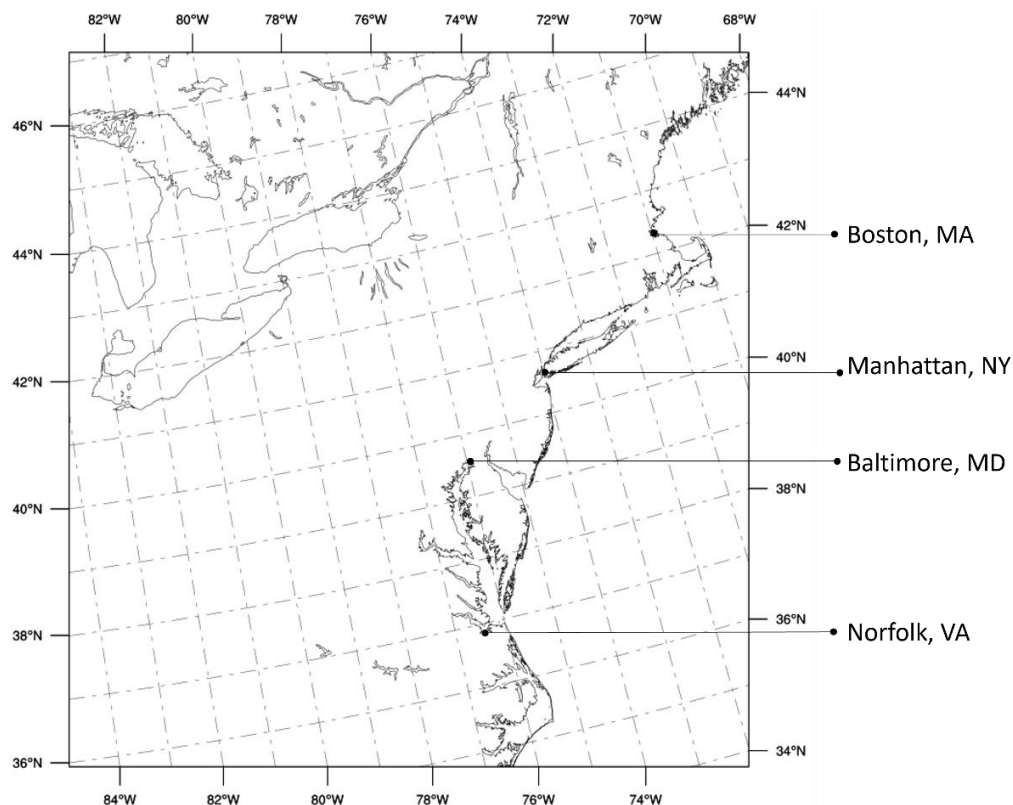 82°W 80°W 78°W 76°W 74°W 72°W 70°W 68°W
44°N
46°N
42°N
Boston, MA
44°N
40°N
Manhattan, NY
42°N
Baltimore, MD
38°N
40°N
36°N
Norfolk, VA
38°N
34°N
36°N
84°W 82°W 80°W 78°W 76°W 74°W